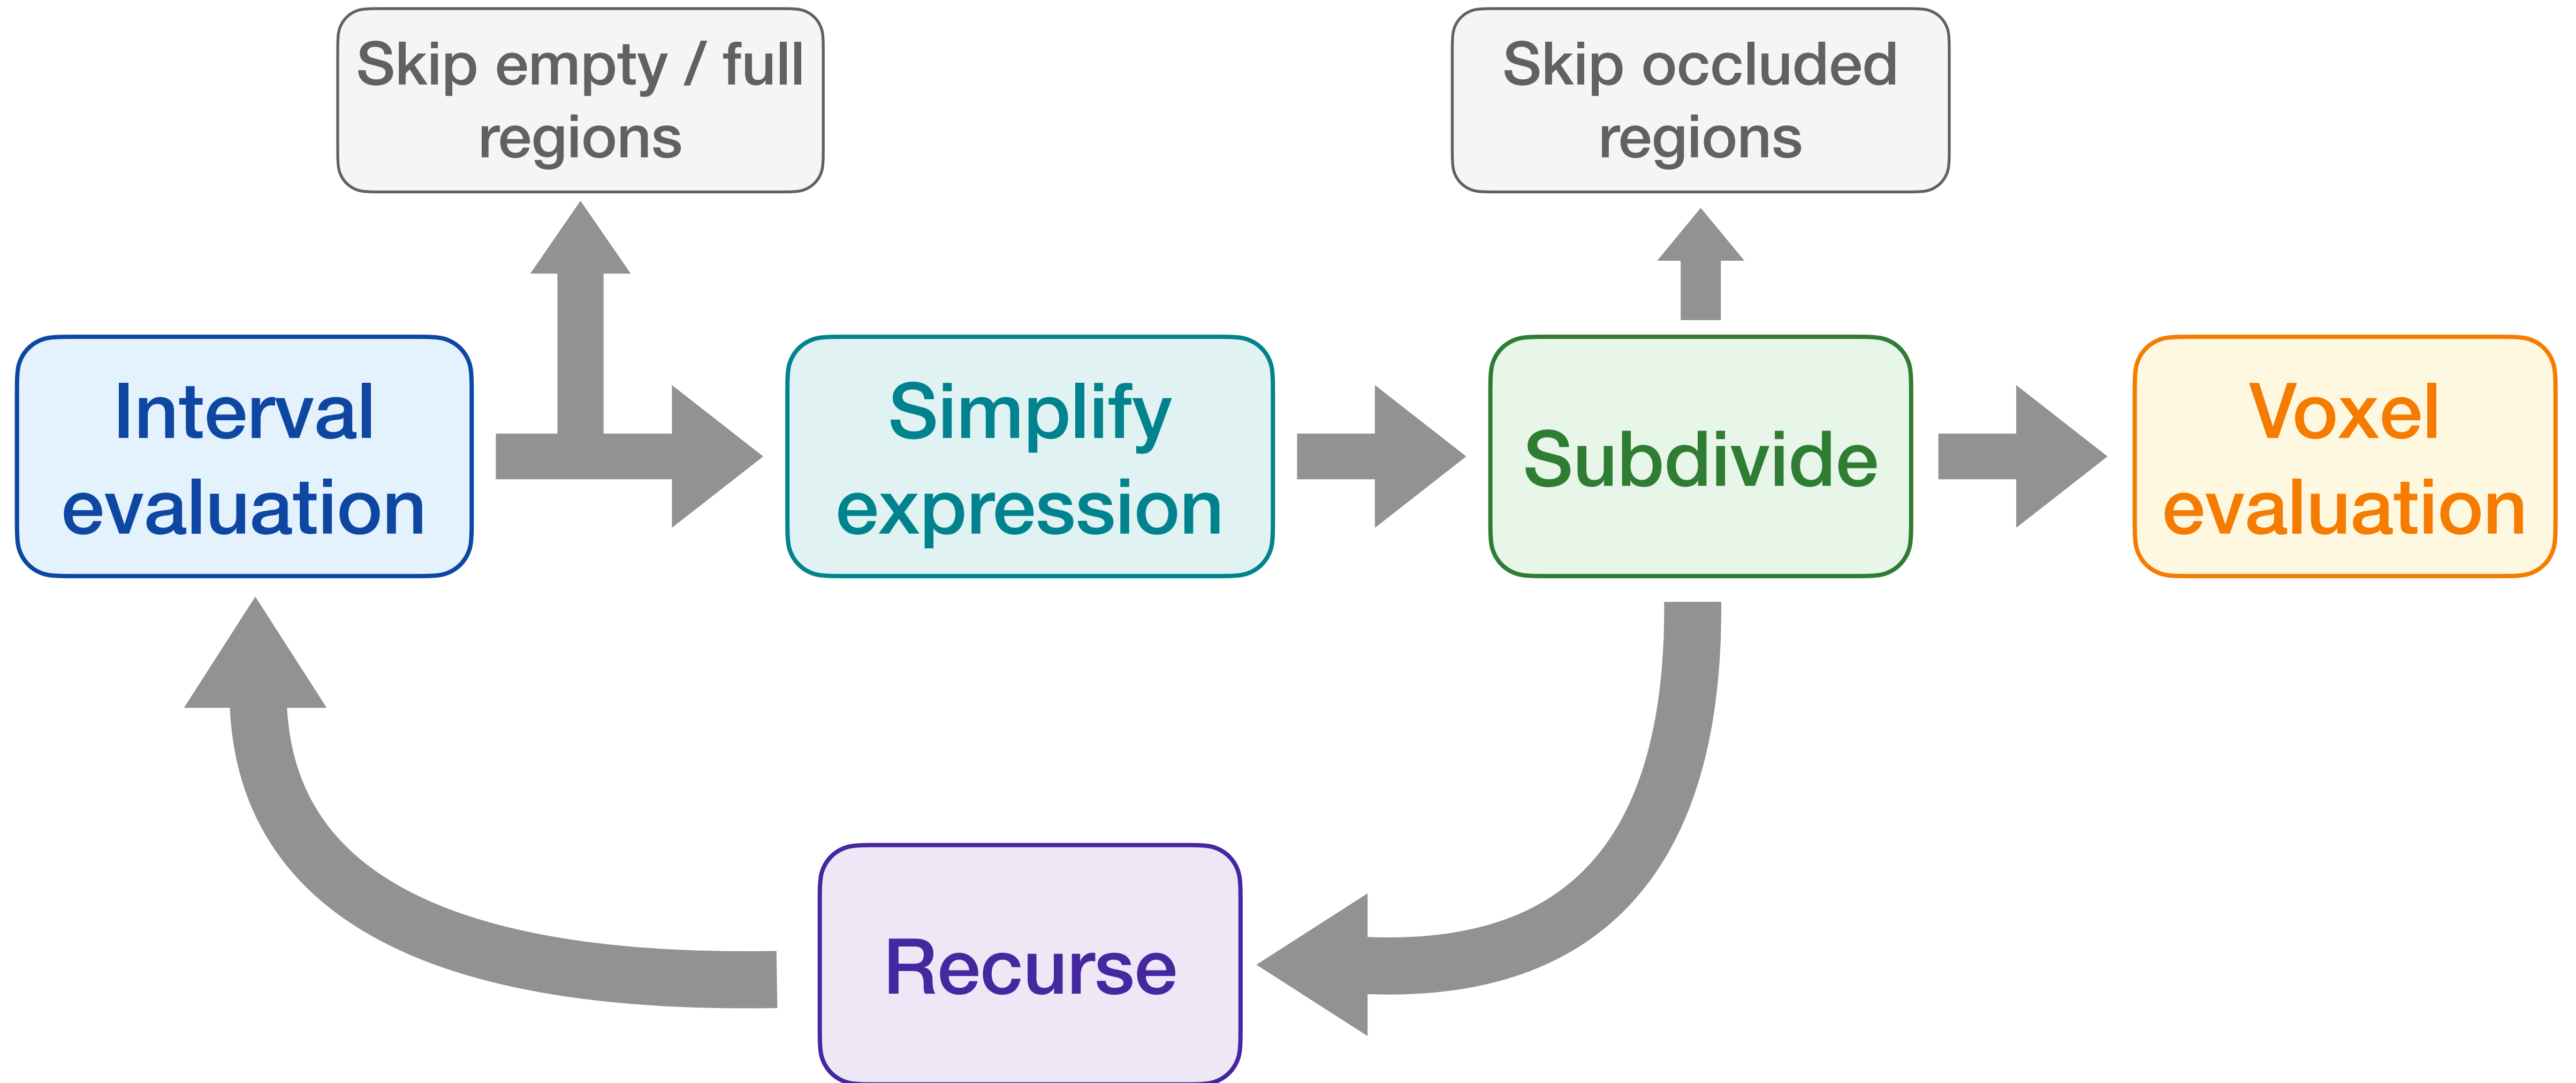 Skip empty / full
regions
Skip occluded
regions
Interval
evaluation
Simplify
expression
Subdivide
Voxel
evaluation
Recurse